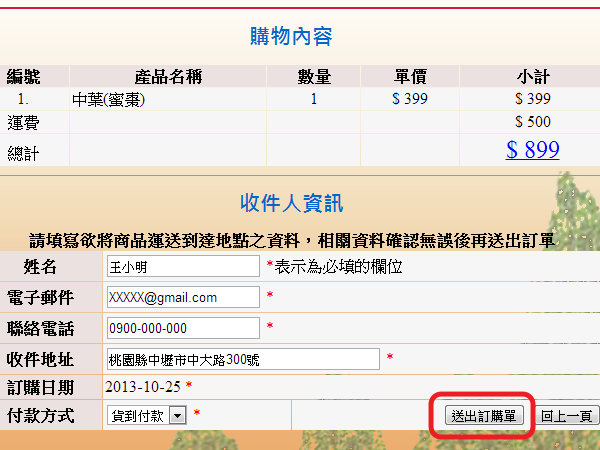 購物內容
編號 產品名稱 數量 單價 小計
1. 中葉(蜜棗) 1 $ 399 $ 399
運費 $ 500
總計 $ 899
收件人資訊
請填寫欲將商品運送到達地點之資料，相關資料確認無誤後再送出訂單
姓名 王小明 *表示為必填的欄位
電子郵件 XXXXX@gmail.com *
聯絡電話 0900-000-000 *
收件地址 桃園縣中壢市中大路300號 *
訂購日期 2013-10-25 *
付款方式 貨到付款 * 送出訂購單 回上一頁